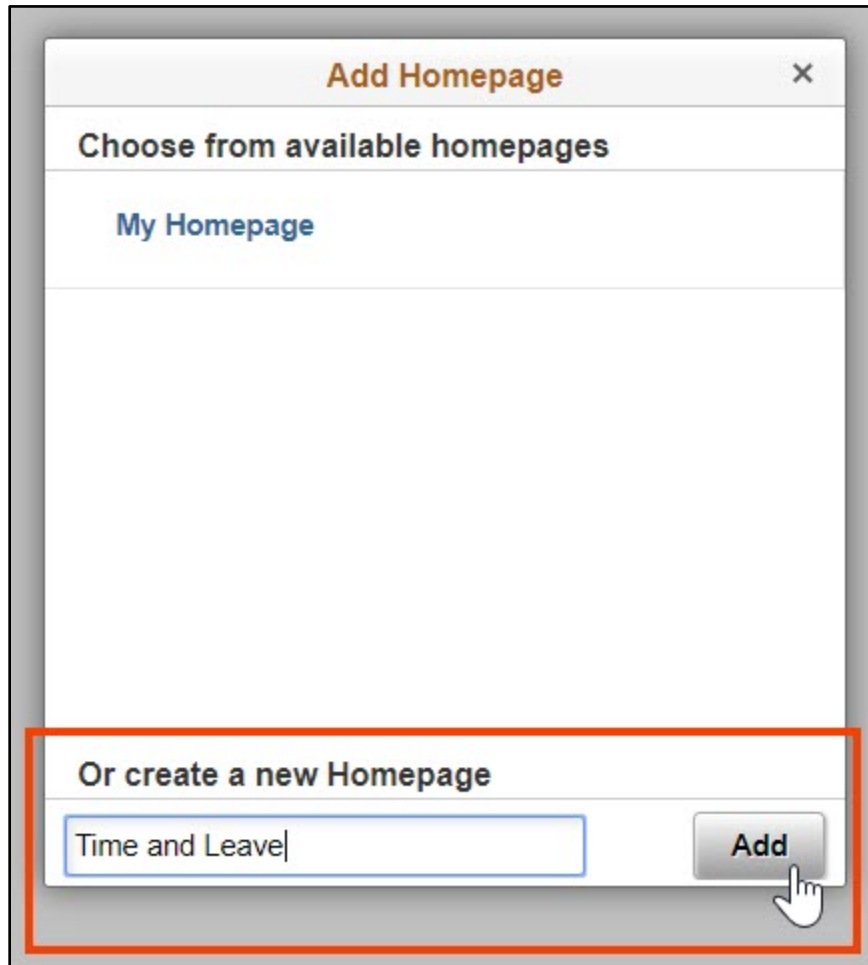 Add Homepage ×
Choose from available homepages
My Homepage
Or create a new Homepage
Time and Leave
Add